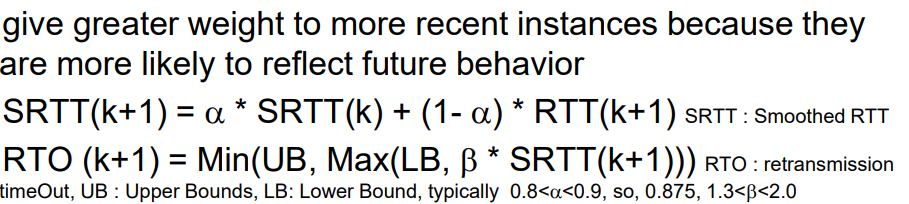 give greater weight to more recent instances because they
are more likely to reflect future behavior
SRTT(k+1) = α * SRTT(k) + (1- α) * RTT(k+1) SRTT : Smoothed RTT
RTO (k+1) = Min(UB, Max(LB, β * SRTT(k+1))) RTO : retransmission
timeOut, UB : Upper Bounds, LB: Lower Bound, typically 0.8<α<0.9, so, 0.875, 1.3<β<2.0